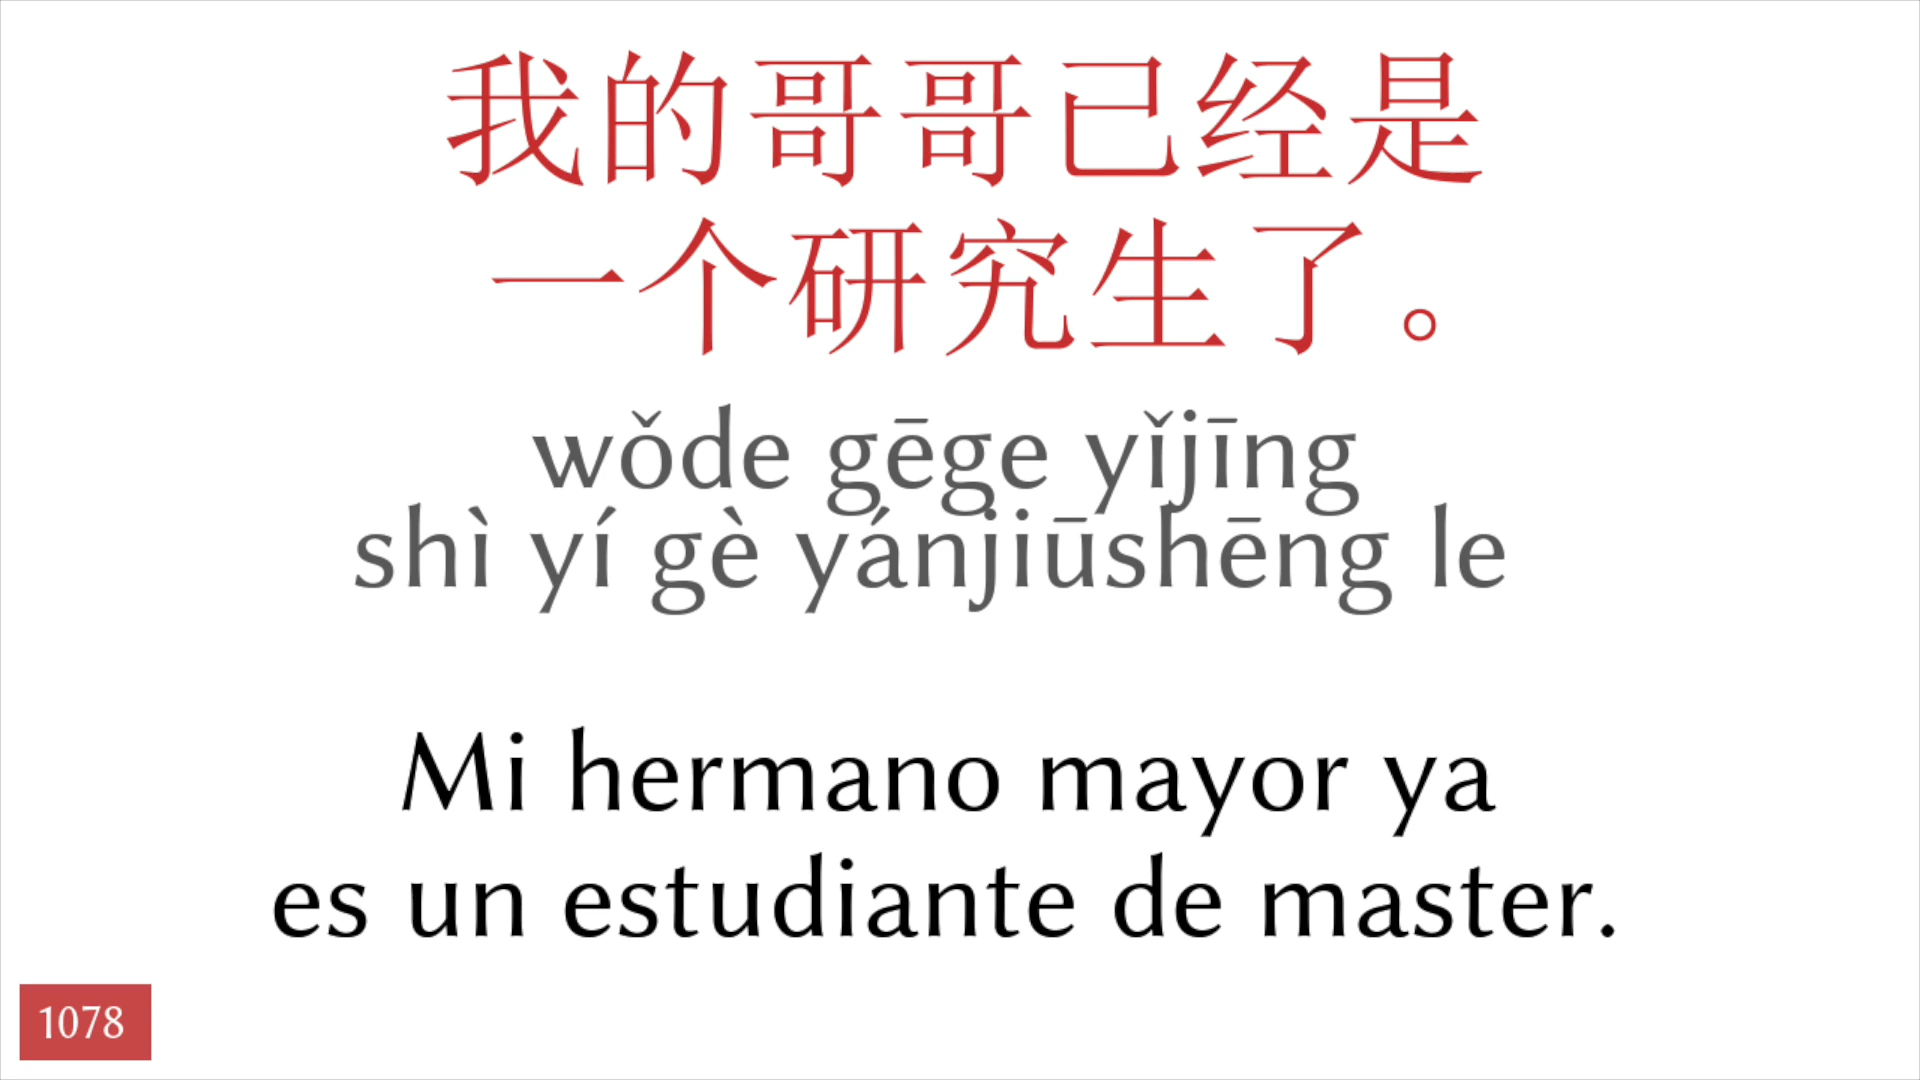 我的哥哥已经是
一个研究生了。
wǒde gēge yǐjīng
shì yí gè yánjiūshēng le
Mi hermano mayor ya
es un estudiante de master.
1078